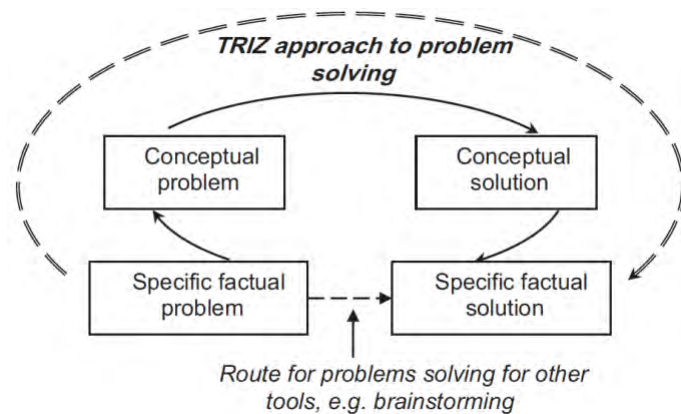 TRIZ approach to problem
solving
Conceptual
problem
Conceptual
solution
Specific factual
problem
Specific factual
solution
Route for problems solving for other
tools, e.g. brainstorming